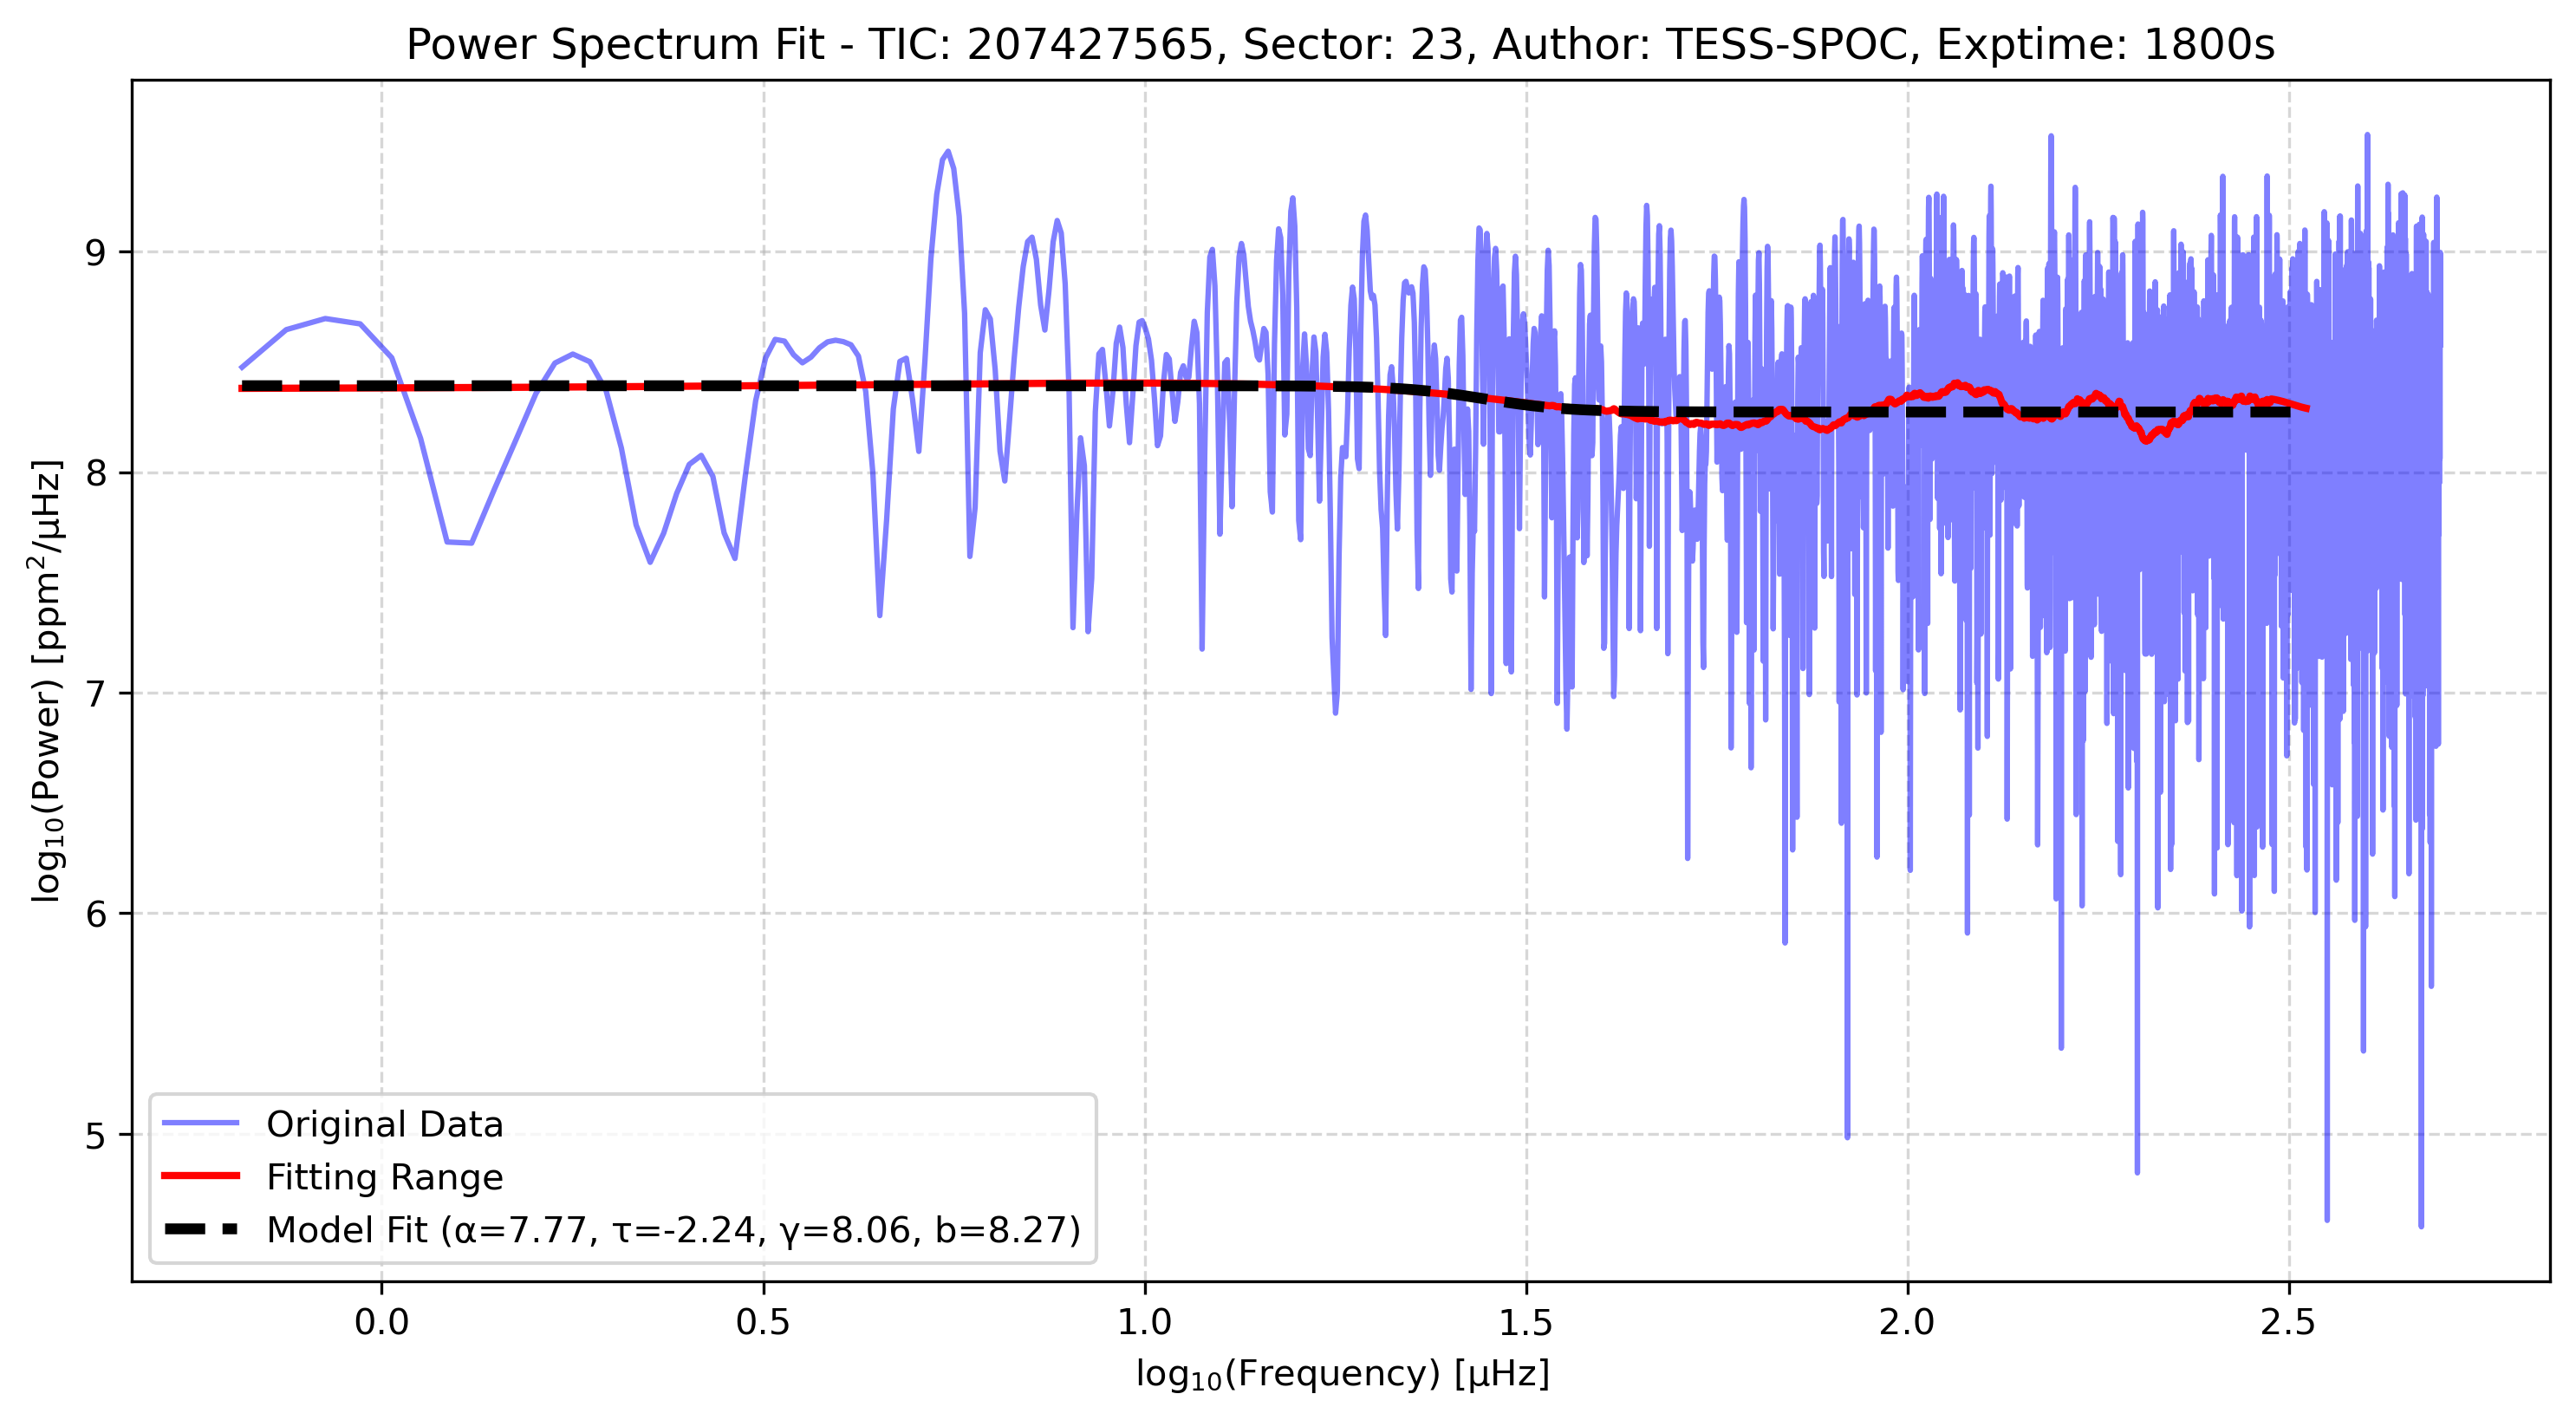 Power Spectrum Fit - TIC: 207427565, Sector: 23, Author: TESS-SPOC, Exptime: 1800s
log₁₀(Power) [ppm²/μHz]
9
8
7
6
5
Original Data
Fitting Range
Model Fit (α=7.77, τ=-2.24, γ=8.06, b=8.27)
0.0 0.5 1.0 1.5 2.0 2.5
log₁₀(Frequency) [μHz]